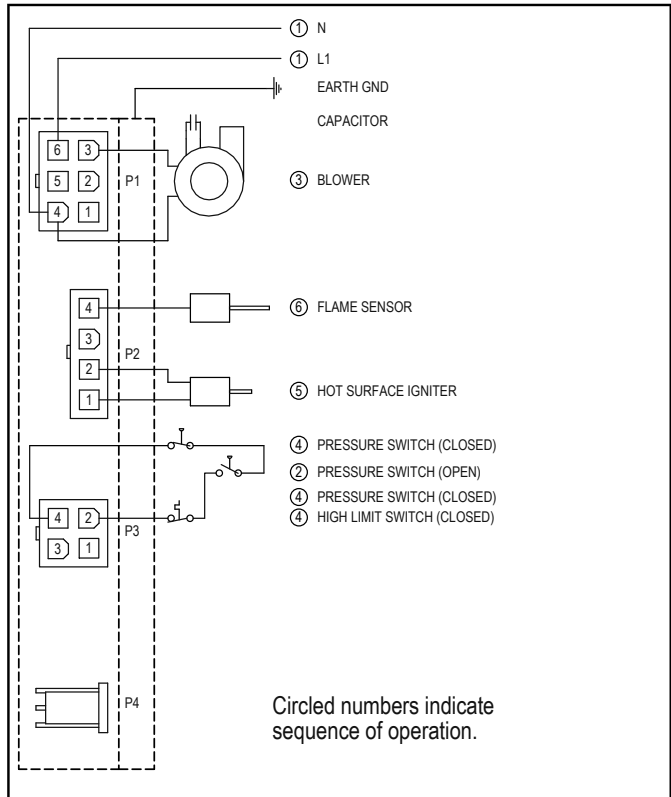 ① N
① L1
EARTH GND
CAPACITOR
6 3
③ BLOWER
5 2 P1
4 1
4 ⑥ FLAME SENSOR
3
P2
2
⑤ HOT SURFACE IGNITER
1
④ PRESSURE SWITCH (CLOSED)
② PRESSURE SWITCH (OPEN)
④ PRESSURE SWITCH (CLOSED)
④ HIGH LIMIT SWITCH (CLOSED)
4 2
P3
3 1
P4
Circled numbers indicate
sequence of operation.